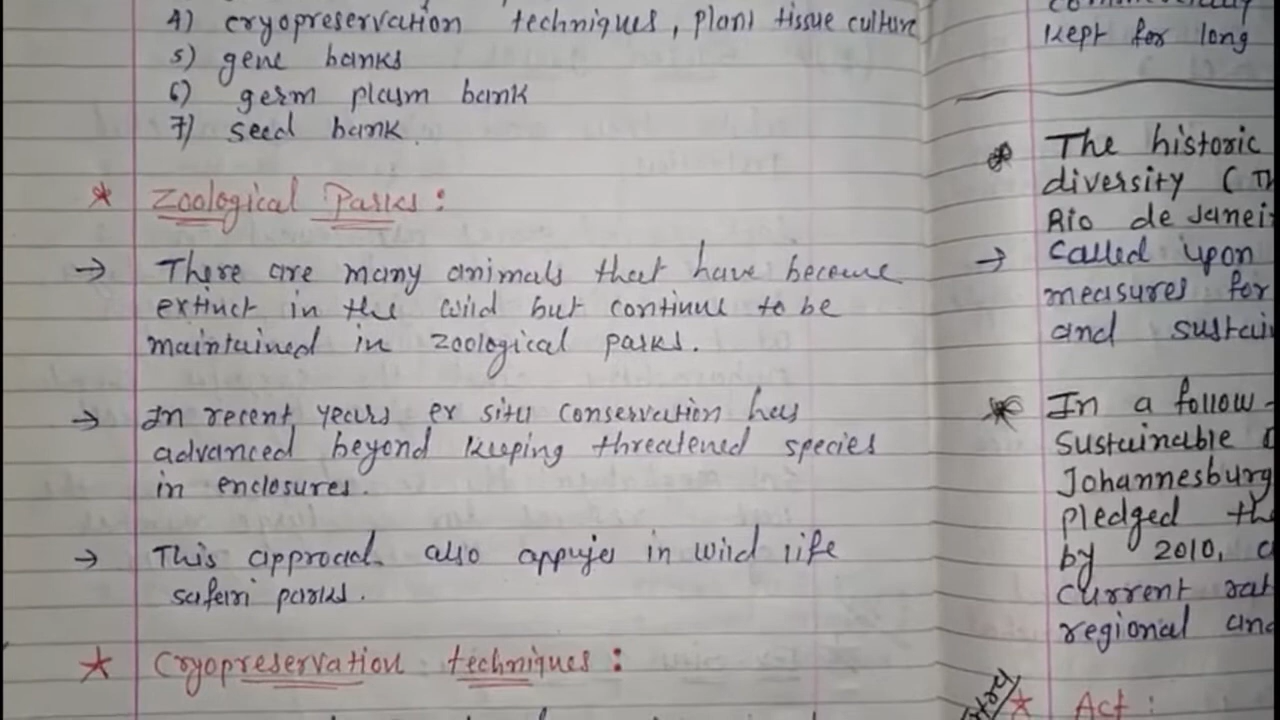 4) cryopreservation techniques, plant tissue culture
5) gene banks
6) germ plasm bank
7) seed bank.
* Zoological Parks :
→ There are many animals that have become
extinct in the wild but continue to be
maintained in zoological parks.
→ In recent years ex situ conservation has
advanced beyond keeping threatened species
in enclosures.
→ This approach also applies in wild life
safari parks.
* Cryopreservation techniques :
kept for long
* The historic
diversity (Th
Rio de Janei
→ Called upon
measures for
and sustai
* In a follow-
Sustainable D
Johannesburg
pledged th
by 2010, a
current rat
regional and
* Act :